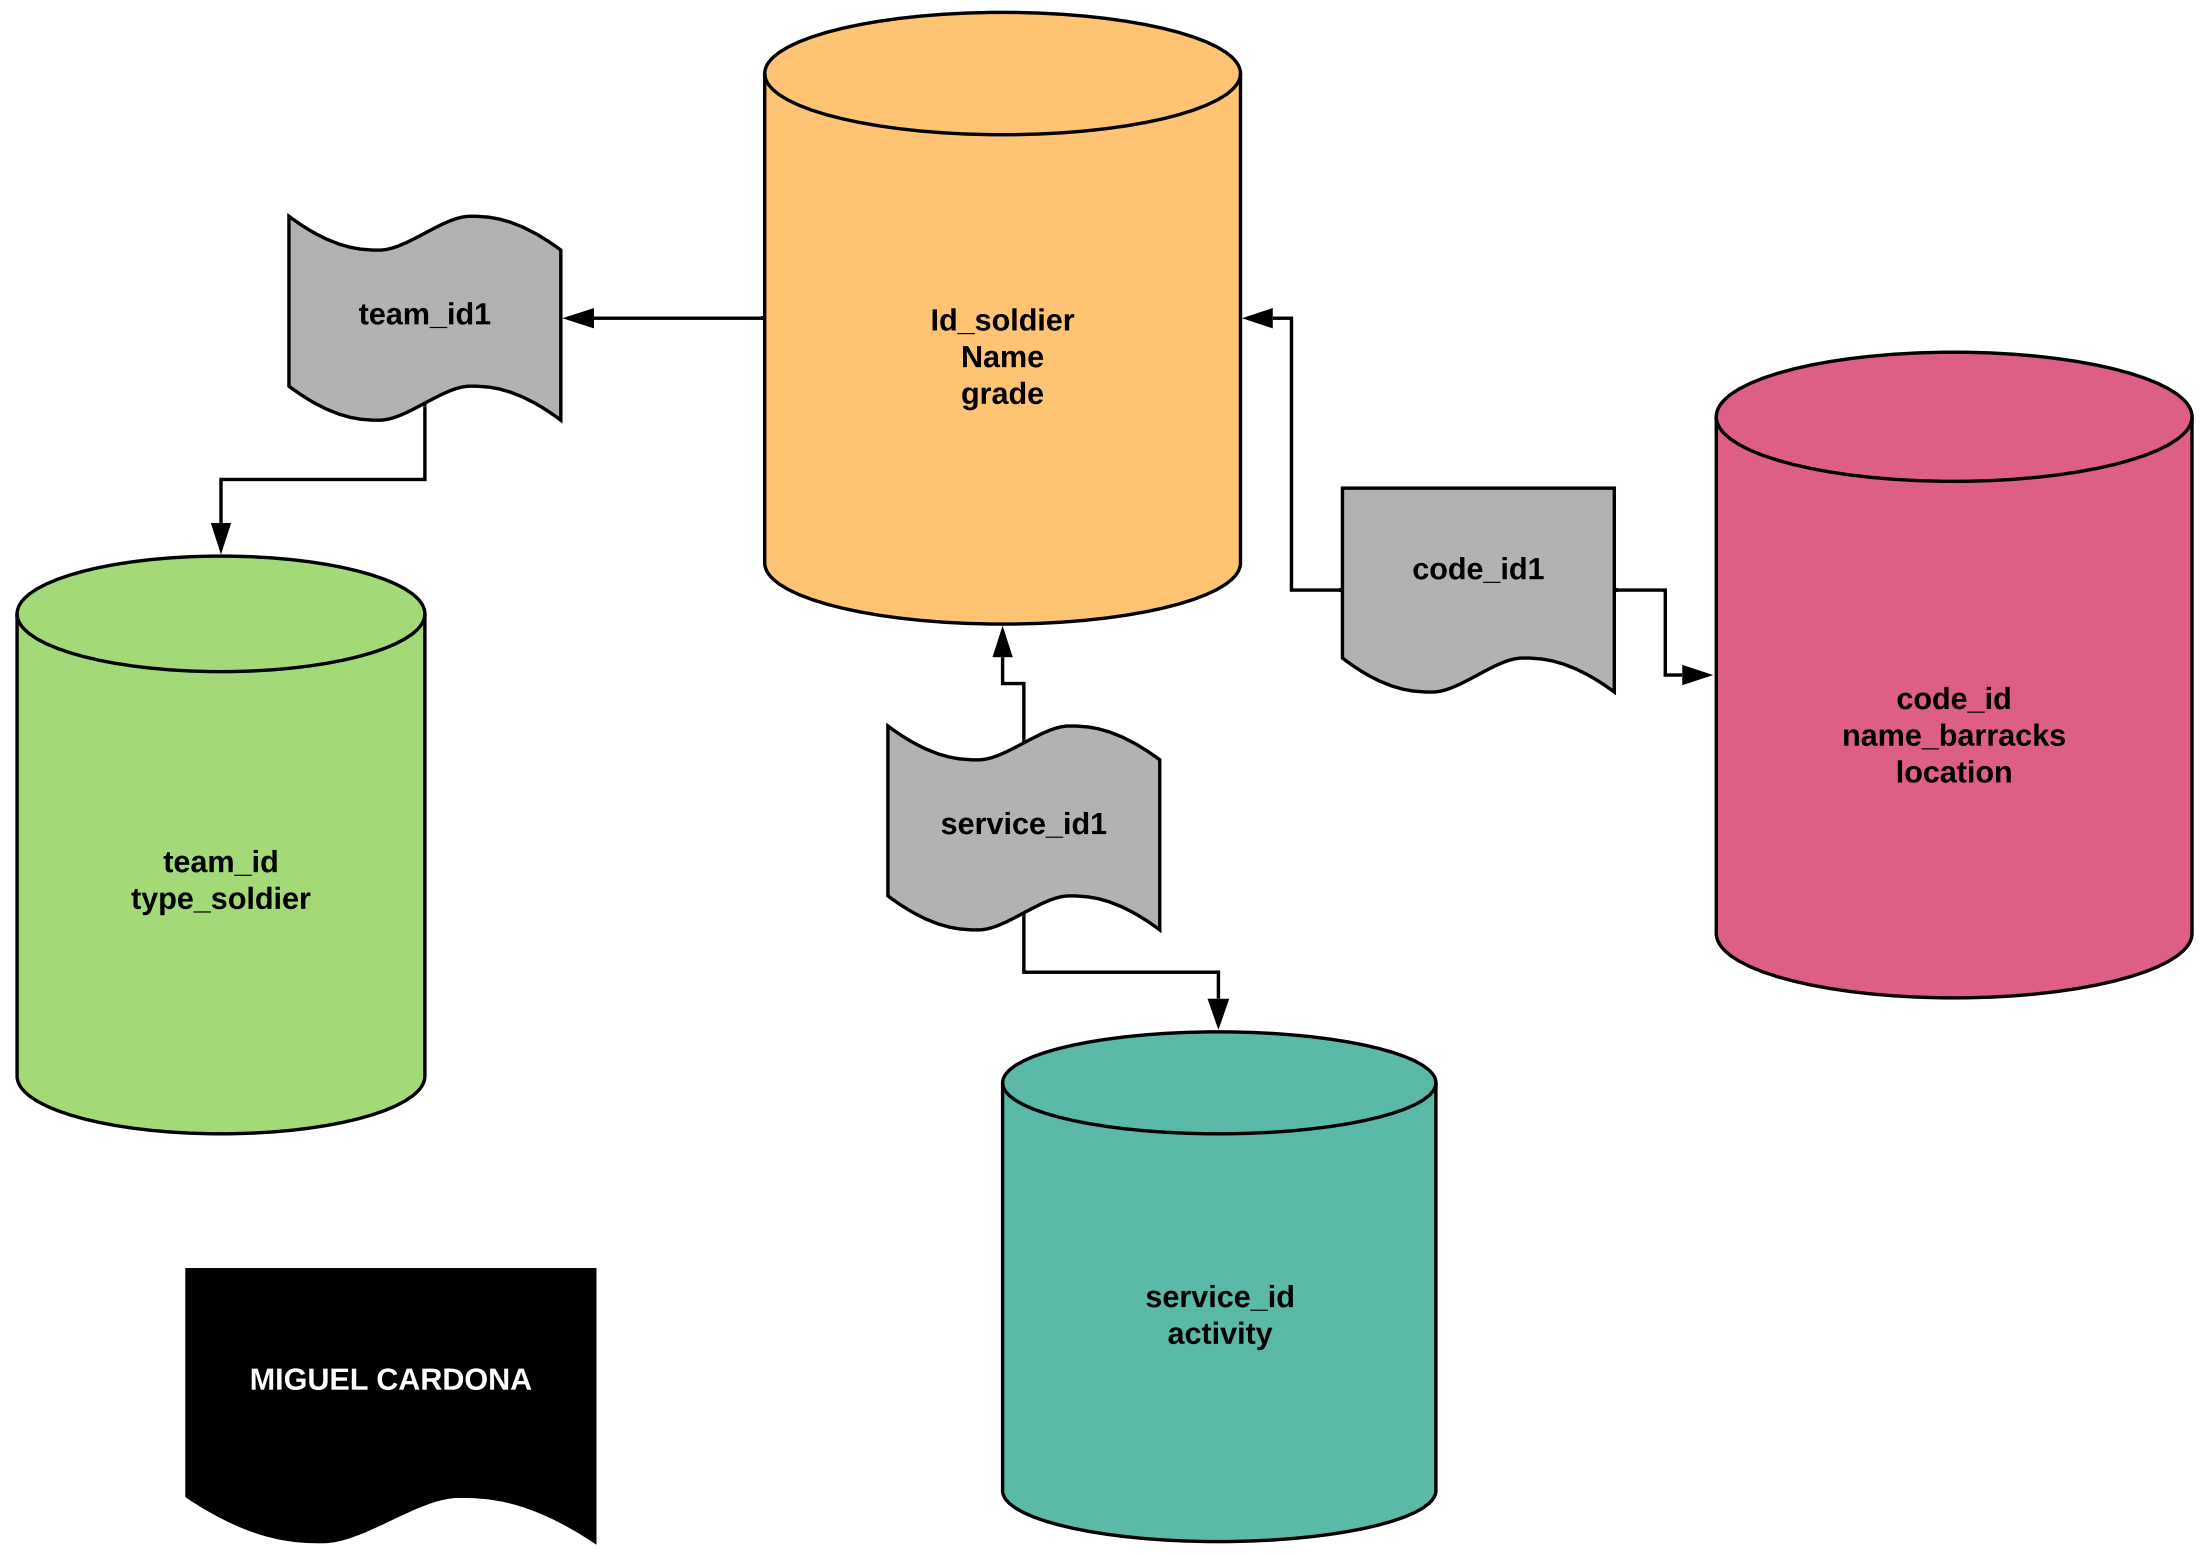 team_id1
Id_soldier
Name
grade
code_id1
code_id
name_barracks
location
service_id1
team_id
type_soldier
service_id
activity
MIGUEL CARDONA